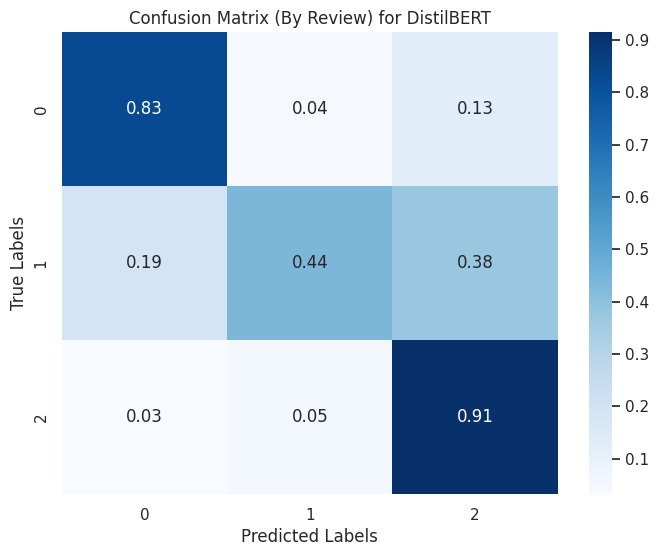 Confusion Matrix (By Review) for DistilBERT
True Labels
0
0.83 0.04 0.13
1
0.19 0.44 0.38
2
0.03 0.05 0.91
0 1 2
Predicted Labels
0.9
0.8
0.7
0.6
0.5
0.4
0.3
0.2
0.1